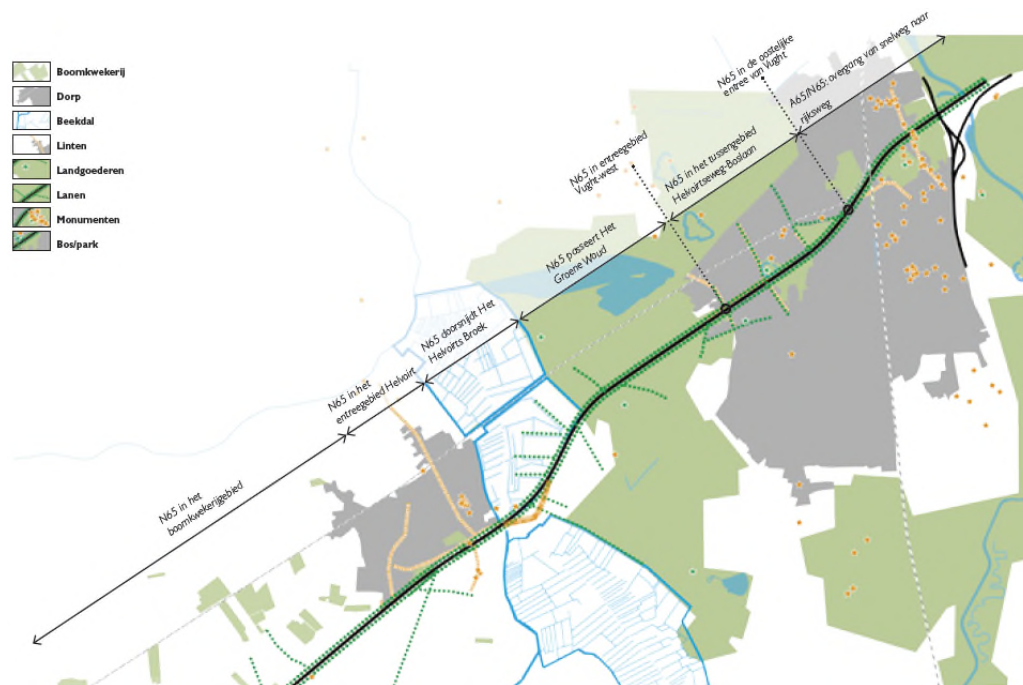 Boomkwekerij
Dorp
Beekdal
Linten
Landgoederen
Lanen
Monumenten
Bos/park
N65 in het
boomkwekerijgebied
N65 in het
entreegebied Helvoirt
N65 doorsnijdt Het
Helvoirts Broek
N65 passeert Het
Groene Woud
N65 in entreegebied
Vught-west
N65 in het tussengebied
Helvoirtseweg-Boslaan
N65 in de oostelijke
entree van Vught
A65/N65: overgang van snelweg naar
rijksweg